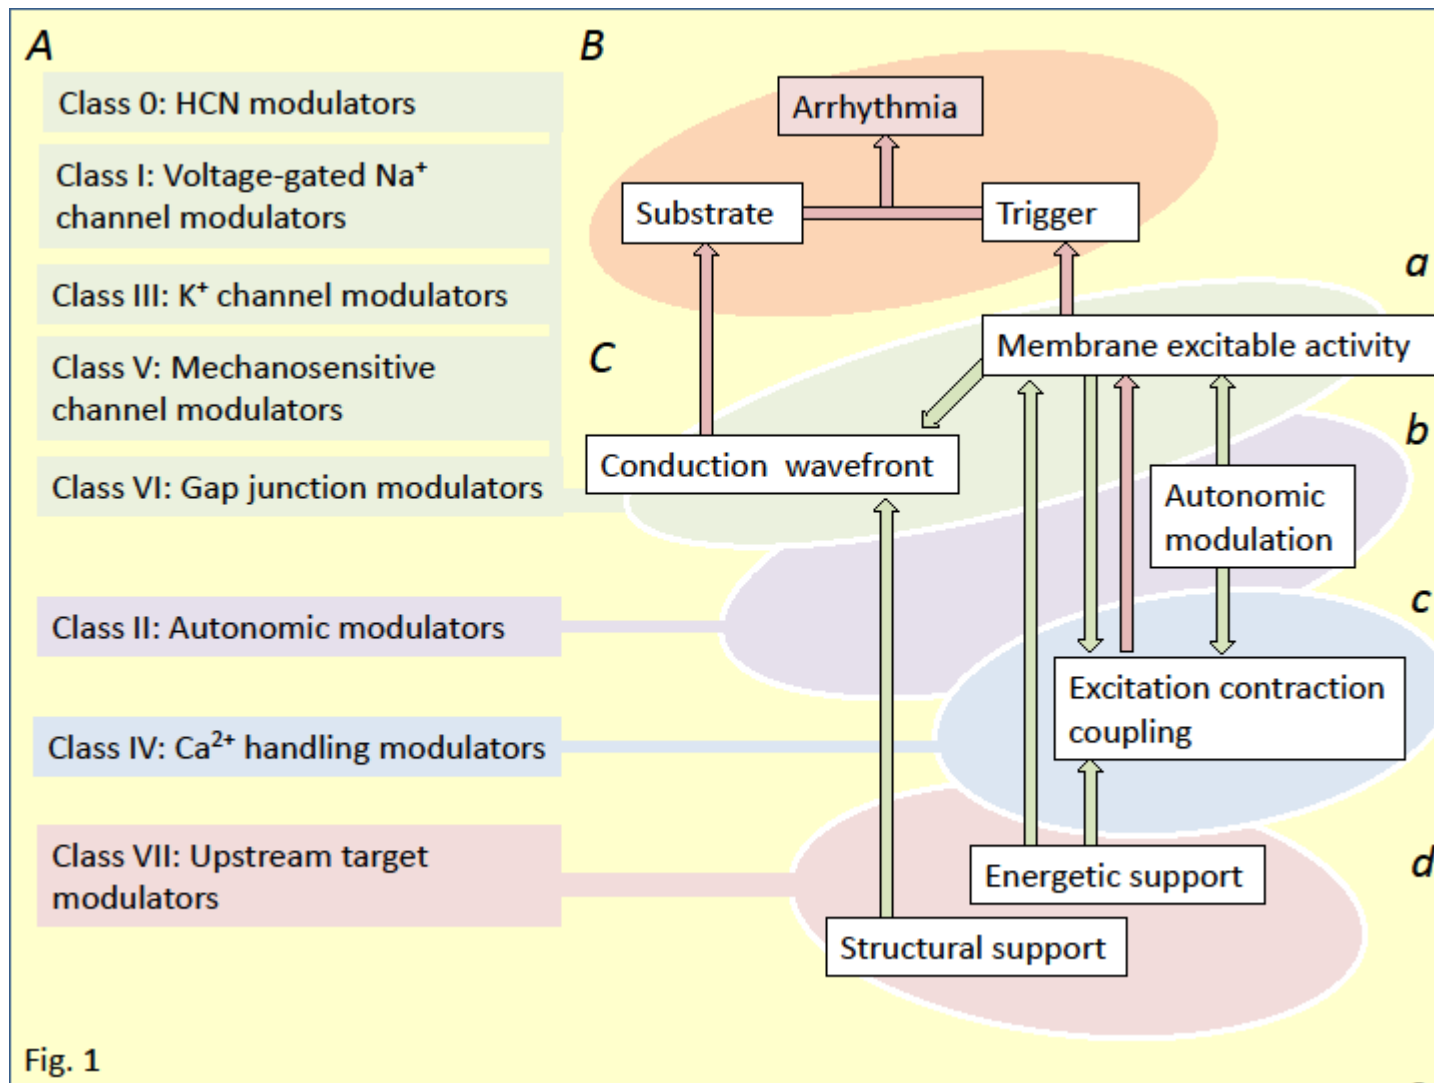 A
Class 0: HCN modulators
Class I: Voltage-gated Na⁺
channel modulators
Class III: K⁺ channel modulators
Class V: Mechanosensitive
channel modulators
Class VI: Gap junction modulators
Class II: Autonomic modulators
Class IV: Ca²⁺ handling modulators
Class VII: Upstream target
modulators
B
Arrhythmia
Substrate
Trigger
a
C
Membrane excitable activity
b
Conduction wavefront
Autonomic
modulation
c
Excitation contraction
coupling
d
Energetic support
Structural support
Fig. 1